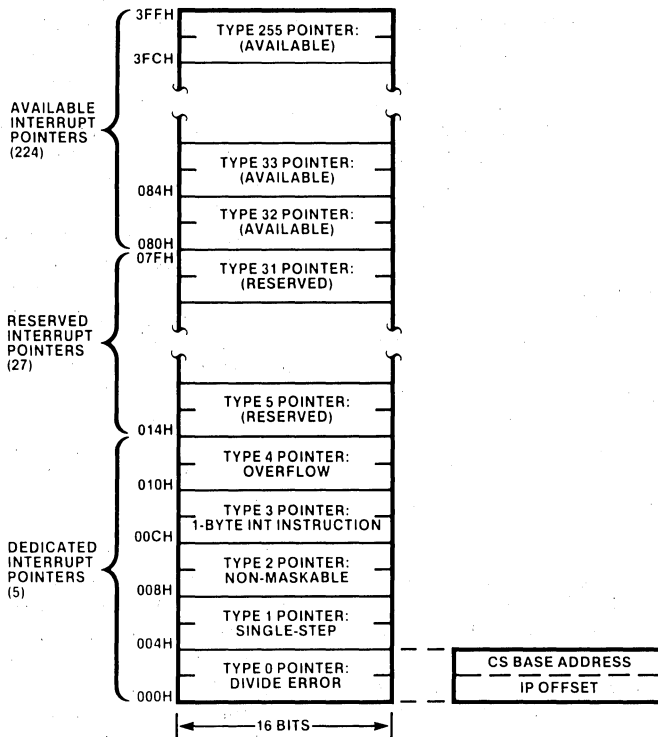 3FFH
TYPE 255 POINTER:
(AVAILABLE)
3FCH
AVAILABLE
INTERRUPT
POINTERS
(224)
TYPE 33 POINTER:
(AVAILABLE)
084H
TYPE 32 POINTER:
(AVAILABLE)
080H
07FH
TYPE 31 POINTER:
(RESERVED)
RESERVED
INTERRUPT
POINTERS
(27)
TYPE 5 POINTER:
(RESERVED)
014H
TYPE 4 POINTER:
OVERFLOW
010H
TYPE 3 POINTER:
1-BYTE INT INSTRUCTION
00CH
DEDICATED
INTERRUPT
POINTERS
(5)
TYPE 2 POINTER:
NON-MASKABLE
008H
TYPE 1 POINTER:
SINGLE-STEP
004H
TYPE 0 POINTER:
DIVIDE ERROR
000H
CS BASE ADDRESS
IP OFFSET
16 BITS